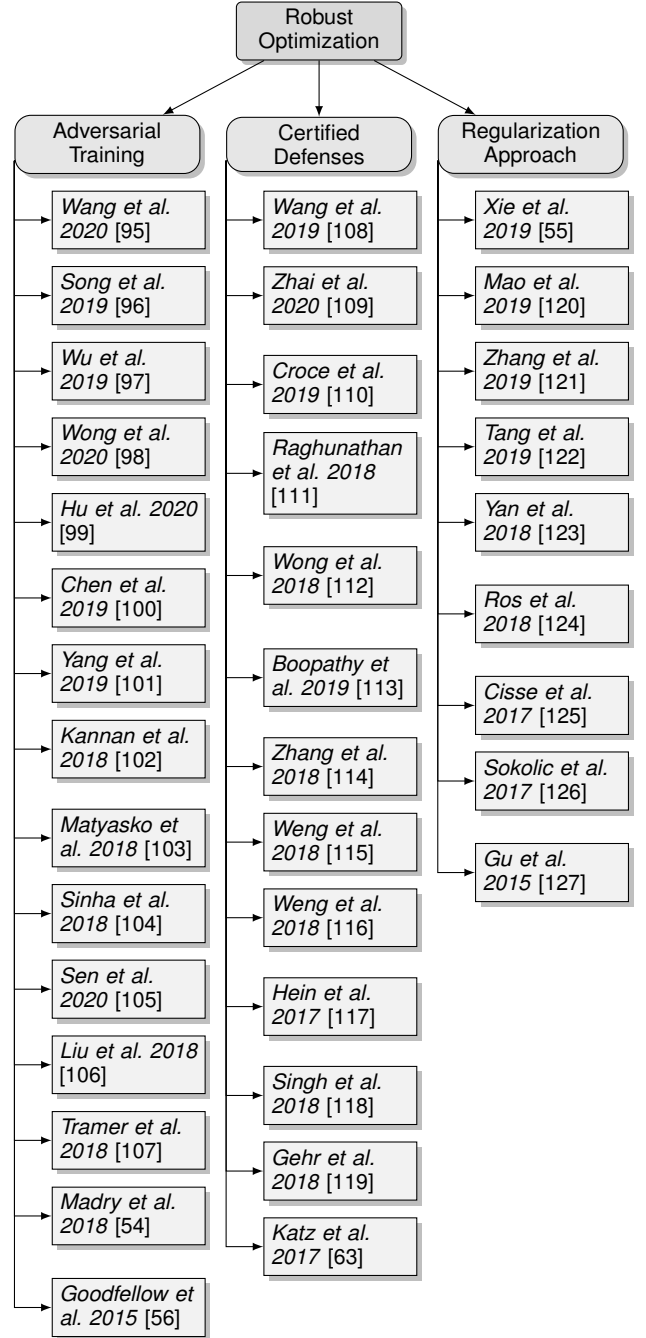 Robust
Optimization
Adversarial
Training
Wang et al.
2020 [95]
Song et al.
2019 [96]
Wu et al.
2019 [97]
Wong et al.
2020 [98]
Hu et al. 2020
[99]
Chen et al.
2019 [100]
Yang et al.
2019 [101]
Kannan et al.
2018 [102]
Matyasko et
al. 2018 [103]
Sinha et al.
2018 [104]
Sen et al.
2020 [105]
Liu et al. 2018
[106]
Tramer et al.
2018 [107]
Madry et al.
2018 [54]
Goodfellow et
al. 2015 [56]
Certified
Defenses
Wang et al.
2019 [108]
Zhai et al.
2020 [109]
Croce et al.
2019 [110]
Raghunathan
et al. 2018
[111]
Wong et al.
2018 [112]
Boopathy et
al. 2019 [113]
Zhang et al.
2018 [114]
Weng et al.
2018 [115]
Weng et al.
2018 [116]
Hein et al.
2017 [117]
Singh et al.
2018 [118]
Gehr et al.
2018 [119]
Katz et al.
2017 [63]
Regularization
Approach
Xie et al.
2019 [55]
Mao et al.
2019 [120]
Zhang et al.
2019 [121]
Tang et al.
2019 [122]
Yan et al.
2018 [123]
Ros et al.
2018 [124]
Cisse et al.
2017 [125]
Sokolic et al.
2017 [126]
Gu et al.
2015 [127]